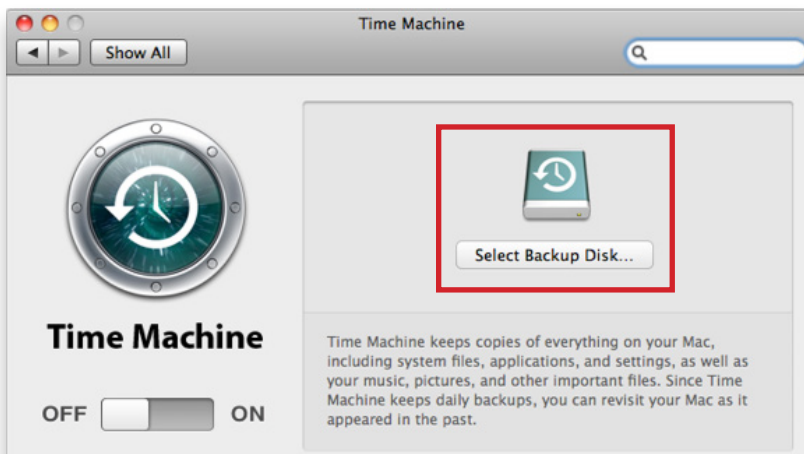 Time Machine
Show All
Select Backup Disk...
Time Machine
Time Machine keeps copies of everything on your Mac,
including system files, applications, and settings, as well as
your music, pictures, and other important files. Since Time
Machine keeps daily backups, you can revisit your Mac as it
appeared in the past.
OFF ON